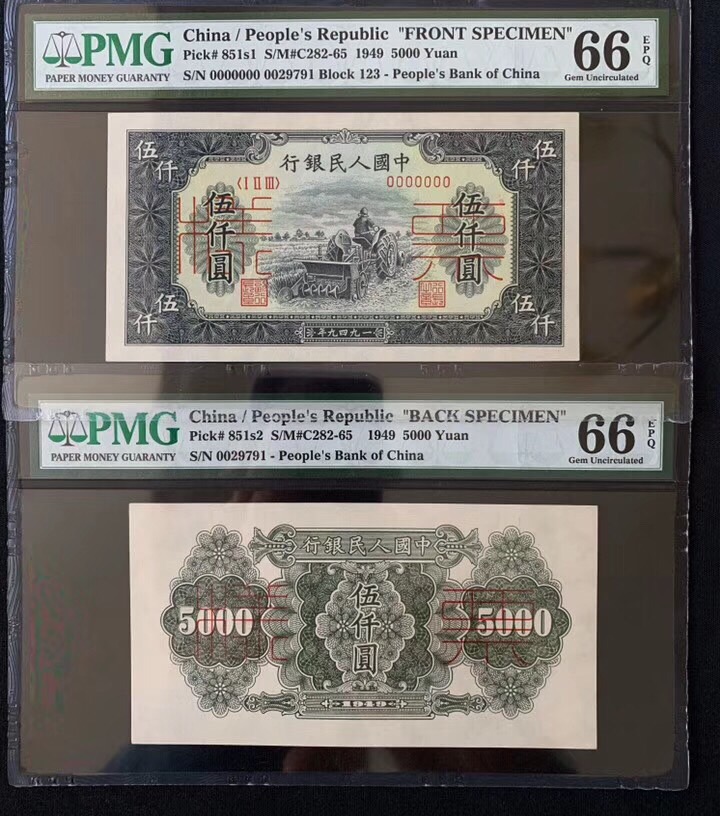 PMG
PAPER MONEY GUARANTY
China / People's Republic "FRONT SPECIMEN"
Pick# 851s1 S/M#C282-65 1949 5000 Yuan
S/N 0000000 0029791 Block 123 - People's Bank of China
66 EPQ
Gem Uncirculated
伍仟
伍仟
行銀民人國中
〈I II III〉
0000000
伍仟圓
伍仟圓
票
伍仟
伍仟
年九四九一
PMG
PAPER MONEY GUARANTY
China / People's Republic "BACK SPECIMEN"
Pick# 851s2 S/M#C282-65 1949 5000 Yuan
S/N 0029791 - People's Bank of China
66 EPQ
Gem Uncirculated
行銀民人國中
5000
伍仟圓
5000
票
1949